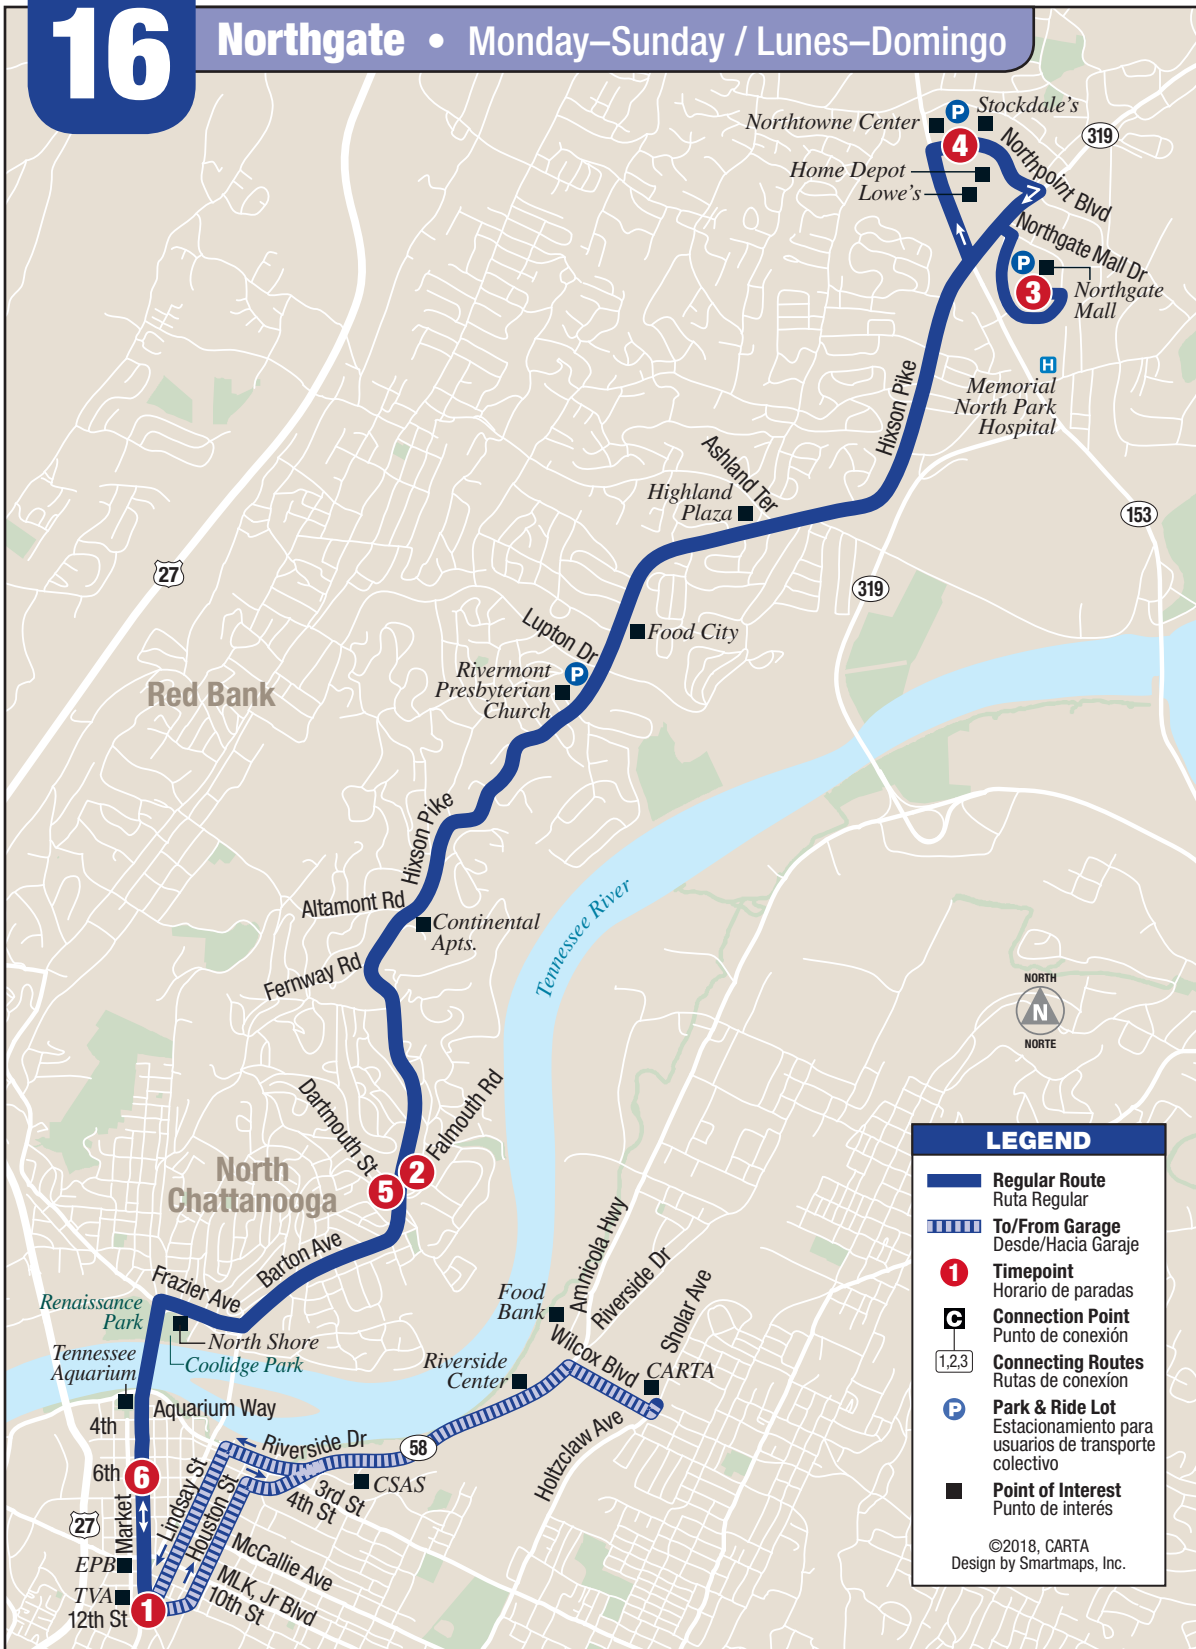 16
Northgate • Monday–Sunday / Lunes–Domingo
P
Stockdale's
Northtowne Center
4
319
Northpoint Blvd
Home Depot
Lowe's
Northgate Mall Dr
P
3
Northgate
Mall
H
Memorial
North Park
Hospital
Hixson Pike
Ashland Ter
Highland
Plaza
153
27
319
Lupton Dr
Food City
P
Rivermont
Presbyterian
Church
Red Bank
Hixson Pike
Altamont Rd
Continental
Apts.
Tennessee River
Fernway Rd
NORTH
N
NORTE
Dartmouth St
Falmouth Rd
2
5
North
Chattanooga
Barton Ave
Frazier Ave
Renaissance
Park
North Shore
Coolidge Park
Tennessee
Aquarium
Aquarium Way
4th
Food
Bank
Amnicola Hwy
Riverside Dr
Sholar Ave
Wilcox Blvd
CARTA
Riverside
Center
Holtzclaw Ave
Riverside Dr
58
CSAS
3rd St
4th St
6th
6
Market
Lindsay St
Houston St
27
EPB
McCallie Ave
MLK, Jr Blvd
10th St
TVA
1
12th St
LEGEND
Regular Route
Ruta Regular
To/From Garage
Desde/Hacia Garaje
1
Timepoint
Horario de paradas
C
Connection Point
Punto de conexión
1,2,3
Connecting Routes
Rutas de conexíon
P
Park & Ride Lot
Estacionamiento para
usuarios de transporte
colectivo
Point of Interest
Punto de interés
©2018, CARTA
Design by Smartmaps, Inc.